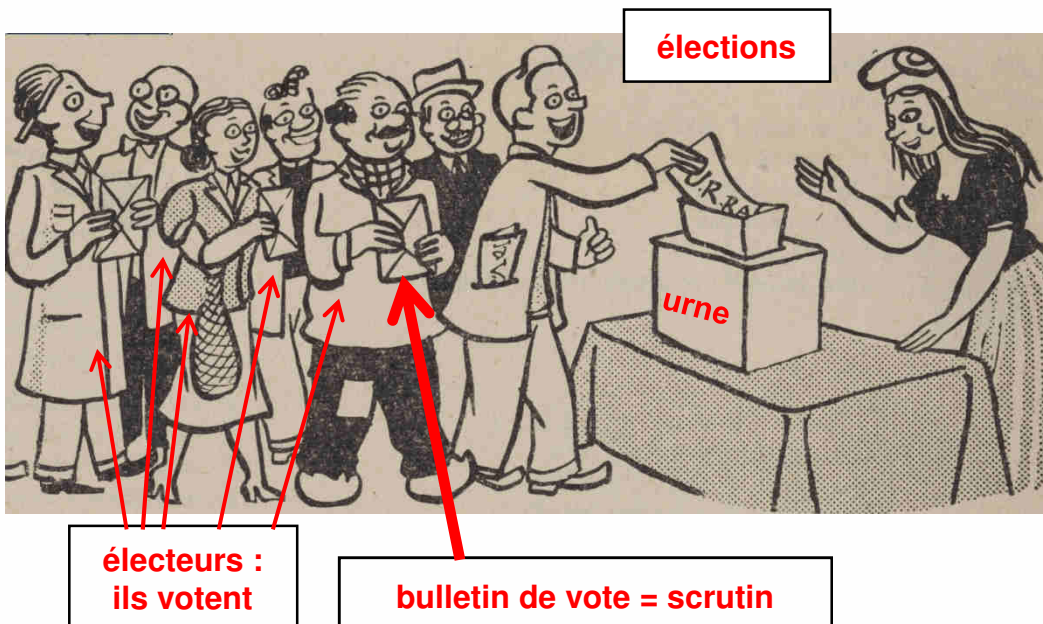 élections
U.R.R.A
urne
électeurs :
ils votent
bulletin de vote = scrutin